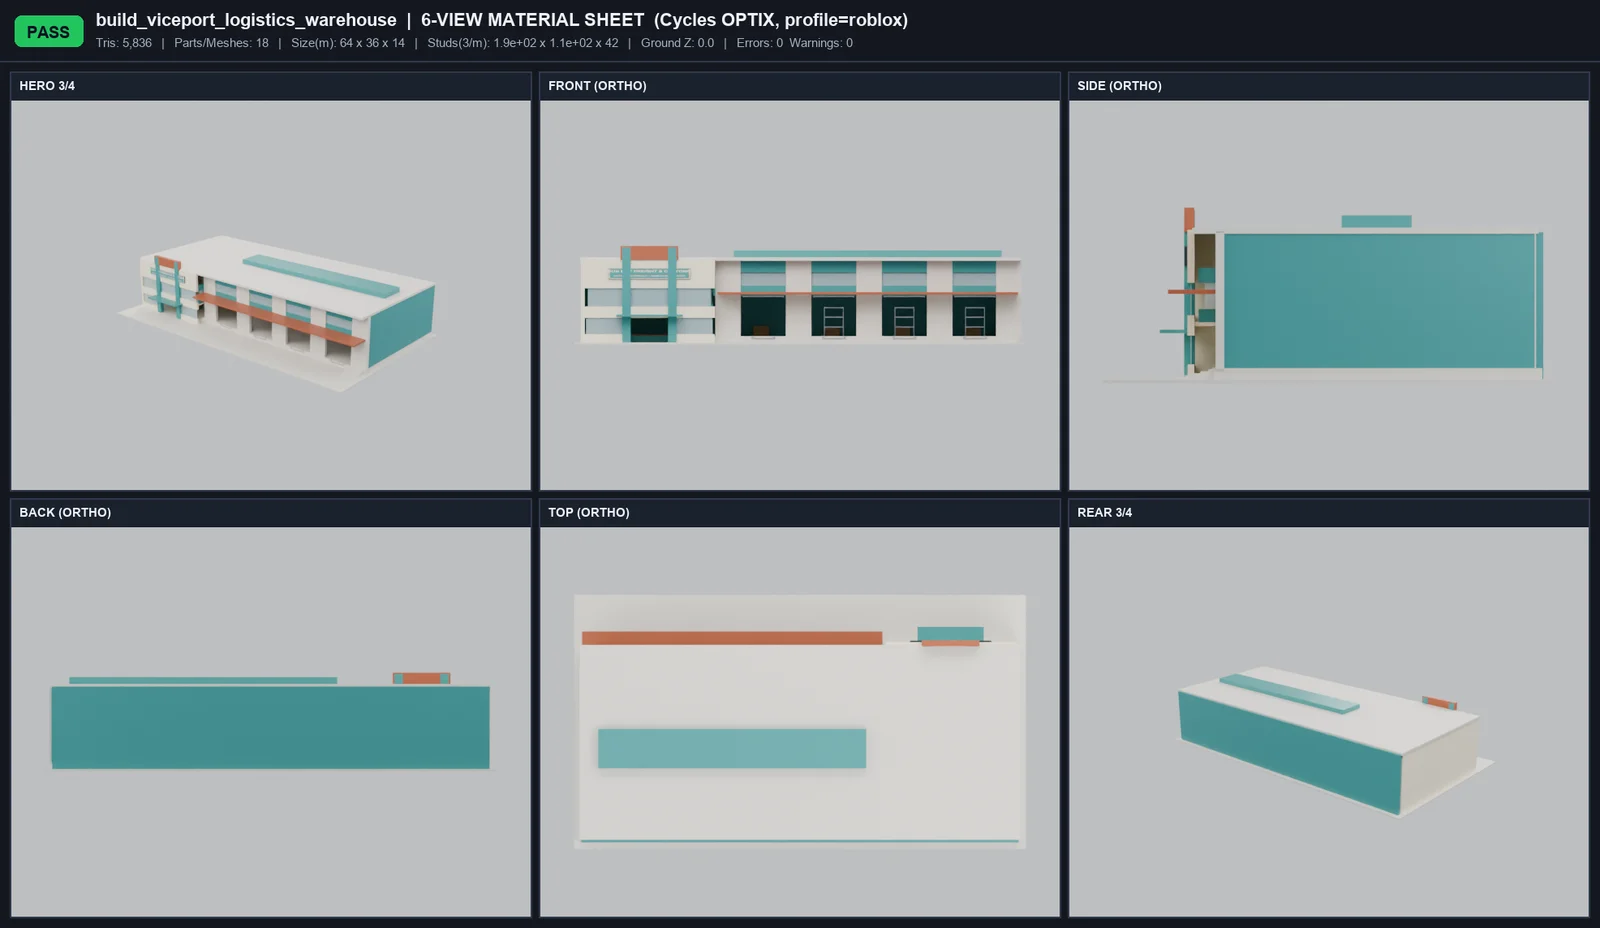 PASS
build_viceport_logistics_warehouse | 6-VIEW MATERIAL SHEET (Cycles OPTIX, profile=roblox)
Tris: 5,836 | Parts/Meshes: 18 | Size(m): 64 x 36 x 14 | Studs(3/m): 1.9e+02 x 1.1e+02 x 42 | Ground Z: 0.0 | Errors: 0 Warnings: 0
HERO 3/4
FRONT (ORTHO)
SIDE (ORTHO)
BACK (ORTHO)
TOP (ORTHO)
REAR 3/4